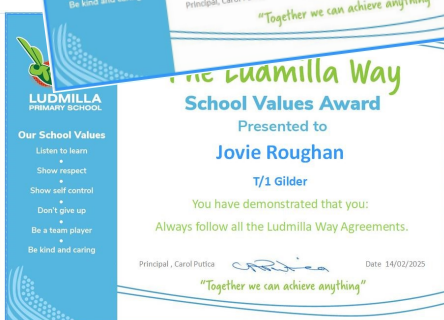 Be kind and caring
Principal, Carol
"Together we can achieve anything"
The Ludmilla Way
LUDMILLA
PRIMARY SCHOOL
School Values Award
Presented to
Our School Values
Listen to learn
Show respect
Show self control
Don't give up
Be a team player
Be kind and caring
Jovie Roughan
T/1 Gilder
You have demonstrated that you:
Always follow all the Ludmilla Way Agreements.
Principal , Carol Putica
Date 14/02/2025
"Together we can achieve anything"